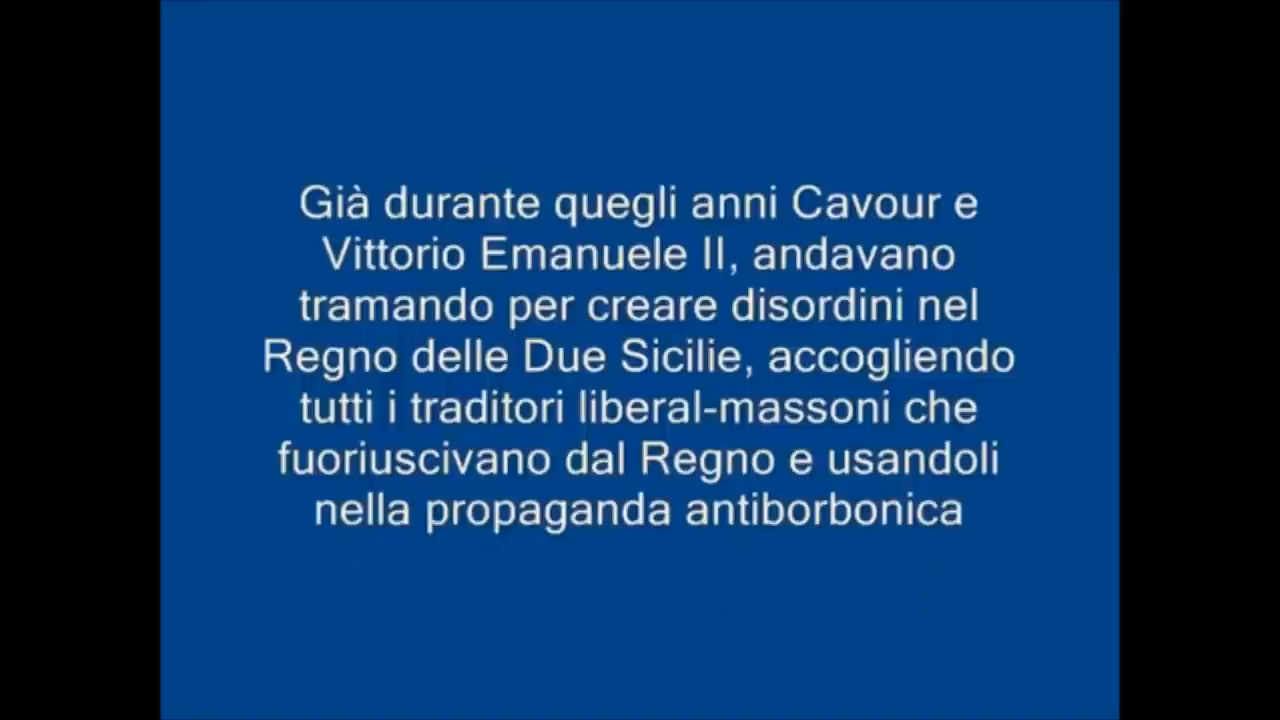 Già durante quegli anni Cavour e
Vittorio Emanuele II, andavano
tramando per creare disordini nel
Regno delle Due Sicilie, accogliendo
tutti i traditori liberal-massoni che
fuoriuscivano dal Regno e usandoli
nella propaganda antiborbonica